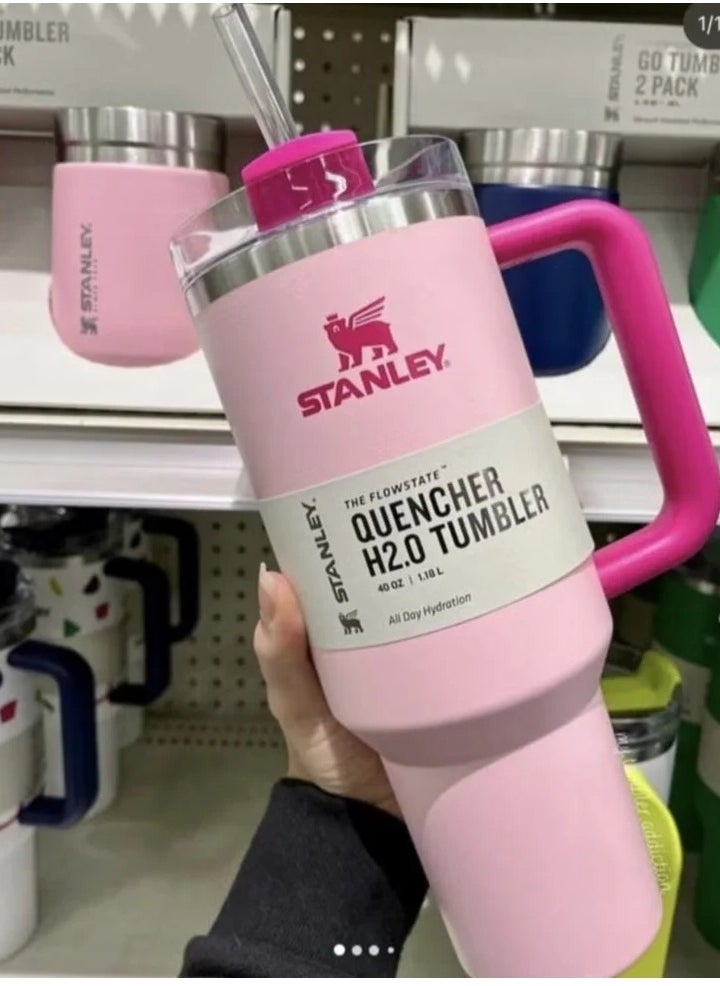 UMBLER
K
1/1
STANLEY
GO TUMB
2 PACK
STANLEY
STANLEY®
THE FLOWSTATE™
QUENCHER
H2.0 TUMBLER
40 OZ | 1.18 L
All Day Hydration
STANLEY®
addiction